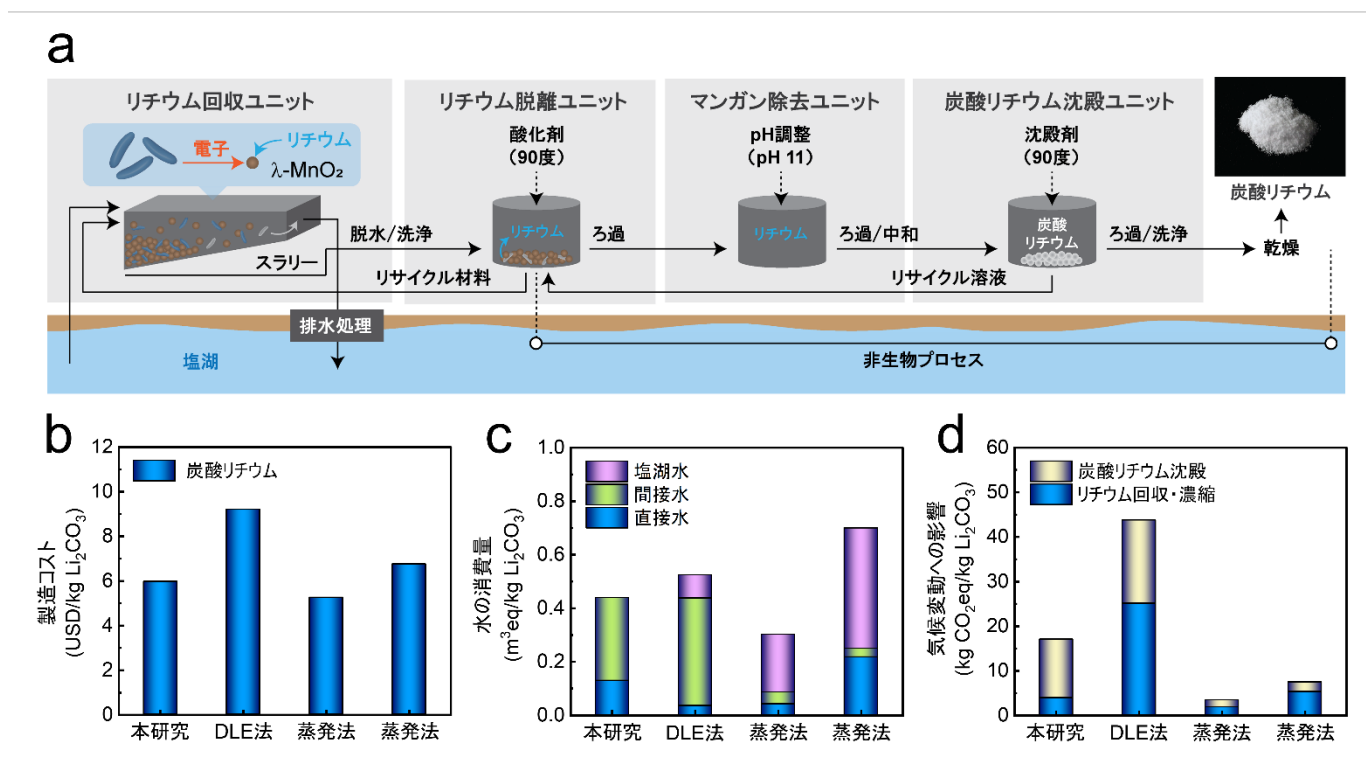 a
リチウム回収ユニット
リチウム脱離ユニット
マンガン除去ユニット
炭酸リチウム沈殿ユニット
電子
リチウム
λ-MnO₂
酸化剤
（90度）
pH調整
（pH 11）
沈殿剤
（90度）
炭酸リチウム
スラリー
脱水/洗浄
リチウム
ろ過
リチウム
ろ過/中和
炭酸
リチウム
ろ過/洗浄
乾燥
リサイクル材料
リサイクル溶液
排水処理
塩湖
非生物プロセス
b
製造コスト
(USD/kg Li₂CO₃)
12
10
8
6
4
2
0
炭酸リチウム
本研究 DLE法 蒸発法 蒸発法
c
水の消費量
(m³eq/kg Li₂CO₃)
1.0
0.8
0.6
0.4
0.2
0.0
塩湖水
間接水
直接水
本研究 DLE法 蒸発法 蒸発法
d
気候変動への影響
(kg CO₂eq/kg Li₂CO₃)
60
50
40
30
20
10
0
炭酸リチウム沈殿
リチウム回収・濃縮
本研究 DLE法 蒸発法 蒸発法